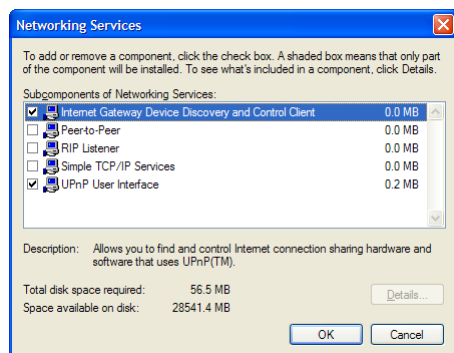 Networking Services
To add or remove a component, click the check box. A shaded box means that only part
of the component will be installed. To see what's included in a component, click Details.
Subcomponents of Networking Services:
Internet Gateway Device Discovery and Control Client 0.0 MB
Peer-to-Peer 0.0 MB
RIP Listener 0.0 MB
Simple TCP/IP Services 0.0 MB
UPnP User Interface 0.2 MB
Description: Allows you to find and control Internet connection sharing hardware and
software that uses UPnP(TM).
Total disk space required: 56.5 MB
Details...
Space available on disk: 28541.4 MB
OK Cancel